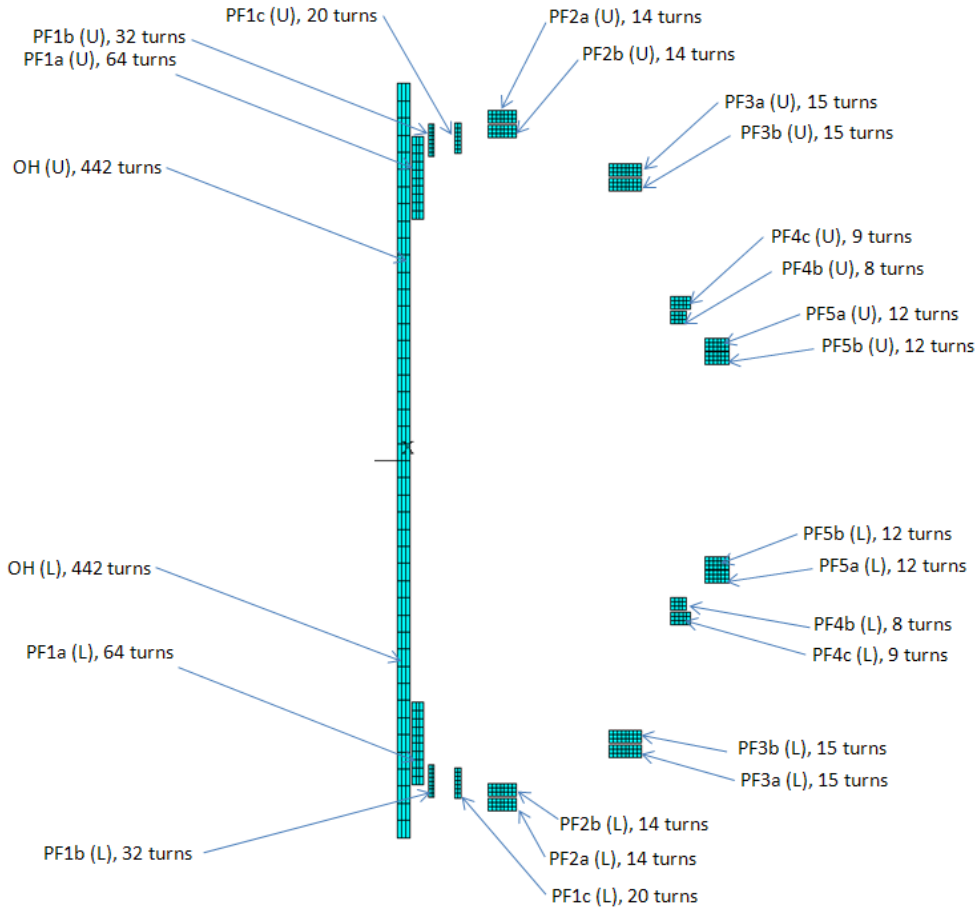 PF1c (U), 20 turns
PF2a (U), 14 turns
PF1b (U), 32 turns
PF2b (U), 14 turns
PF1a (U), 64 turns
PF3a (U), 15 turns
PF3b (U), 15 turns
OH (U), 442 turns
PF4c (U), 9 turns
PF4b (U), 8 turns
PF5a (U), 12 turns
PF5b (U), 12 turns
X
PF5b (L), 12 turns
OH (L), 442 turns
PF5a (L), 12 turns
PF4b (L), 8 turns
PF1a (L), 64 turns
PF4c (L), 9 turns
PF3b (L), 15 turns
PF3a (L), 15 turns
PF2b (L), 14 turns
PF1b (L), 32 turns
PF2a (L), 14 turns
PF1c (L), 20 turns